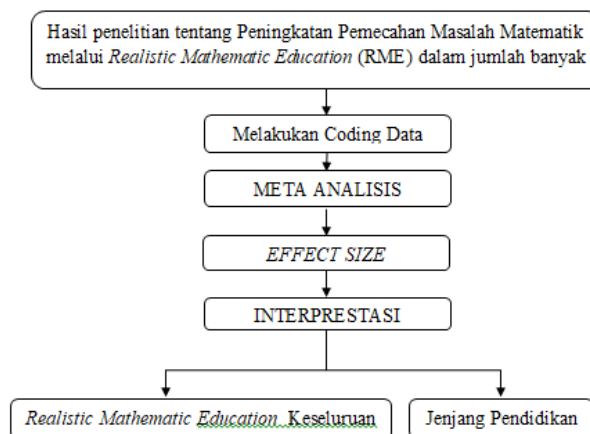 Hasil penelitian tentang Peningkatan Pemecahan Masalah Matematik
melalui Realistic Mathematic Education (RME) dalam jumlah banyak
Melakukan Coding Data
META ANALISIS
EFFECT SIZE
INTERPRESTASI
Realistic Mathematic Education Keseluruan
Jenjang Pendidikan